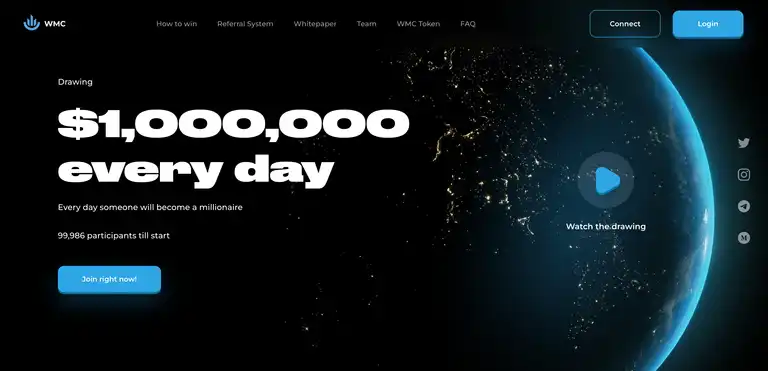 WMC
How to win
Referral System
Whitepaper
Team
WMC Token
FAQ
Connect
Login
Drawing
$1,000,000
every day
Every day someone will become a millionaire
99,986 participants till start
Join right now!
Watch the drawing